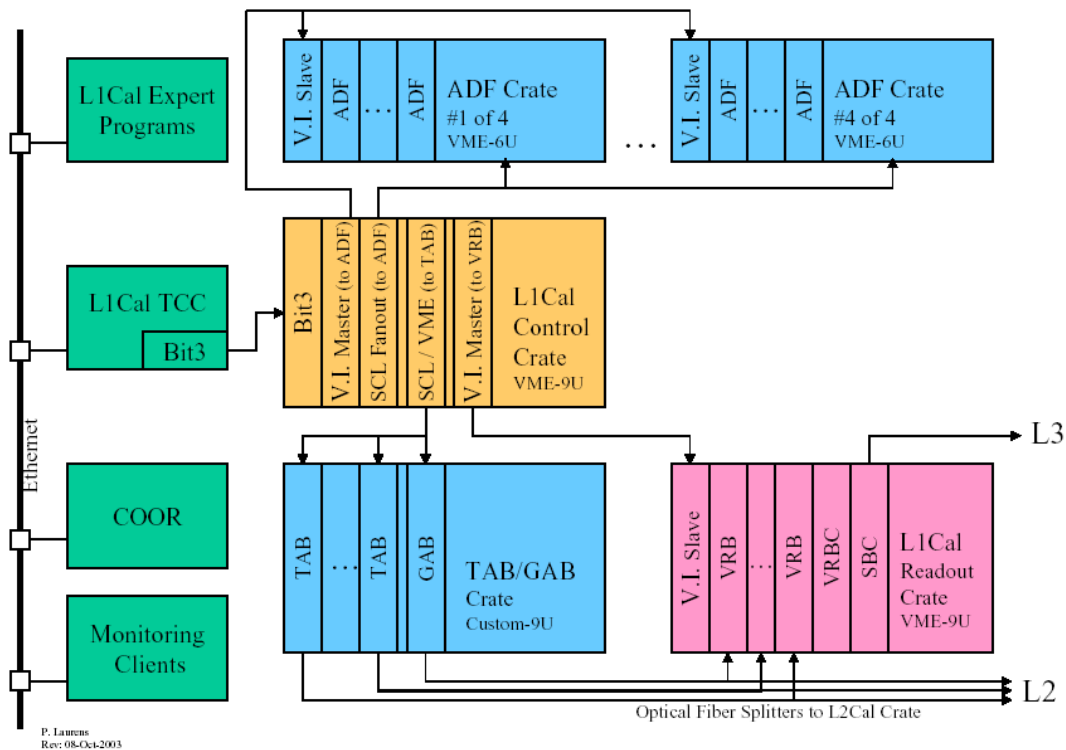 L1Cal Expert
Programs
L1Cal TCC
Bit3
COOR
Monitoring
Clients
Ethernet
V.I. Slave
ADF
...
ADF
ADF Crate
#1 of 4
VME-6U
...
V.I. Slave
ADF
...
ADF
ADF Crate
#4 of 4
VME-6U
Bit3
V.I. Master (to ADF)
SCL Fanout (to ADF)
SCL / VME (to TAB)
V.I. Master (to VRB)
L1Cal
Control
Crate
VME-9U
TAB
...
TAB
GAB
TAB/GAB
Crate
Custom-9U
V.I. Slave
VRB
...
VRB
VRBC
SBC
L1Cal
Readout
Crate
VME-9U
L3
L2
Optical Fiber Splitters to L2Cal Crate
P. Laurens
Rev: 08-Oct-2003